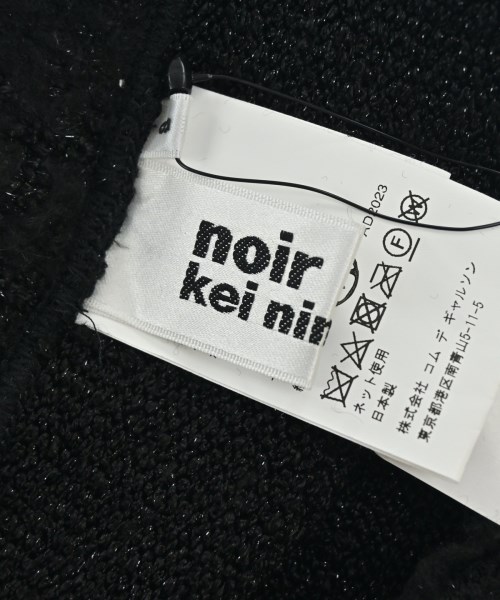 noir
kei nin
AD2023
F
ネット使用
日本製
株式会社 コム デ ギャルソン
東京都港区南青山5-11-5